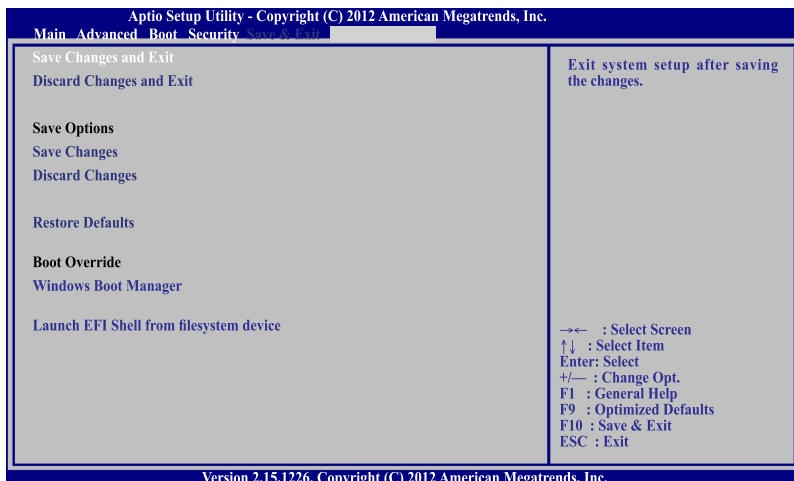 Aptio Setup Utility - Copyright (C) 2012 American Megatrends, Inc.
Main Advanced Boot Security Save & Exit
Save Changes and Exit
Discard Changes and Exit
Save Options
Save Changes
Discard Changes
Restore Defaults
Boot Override
Windows Boot Manager
Launch EFI Shell from filesystem device
Exit system setup after saving
the changes.
→← : Select Screen
↑↓ : Select Item
Enter: Select
+/— : Change Opt.
F1 : General Help
F9 : Optimized Defaults
F10 : Save & Exit
ESC : Exit
Version 2.15.1226. Copyright (C) 2012 American Megatrends, Inc.